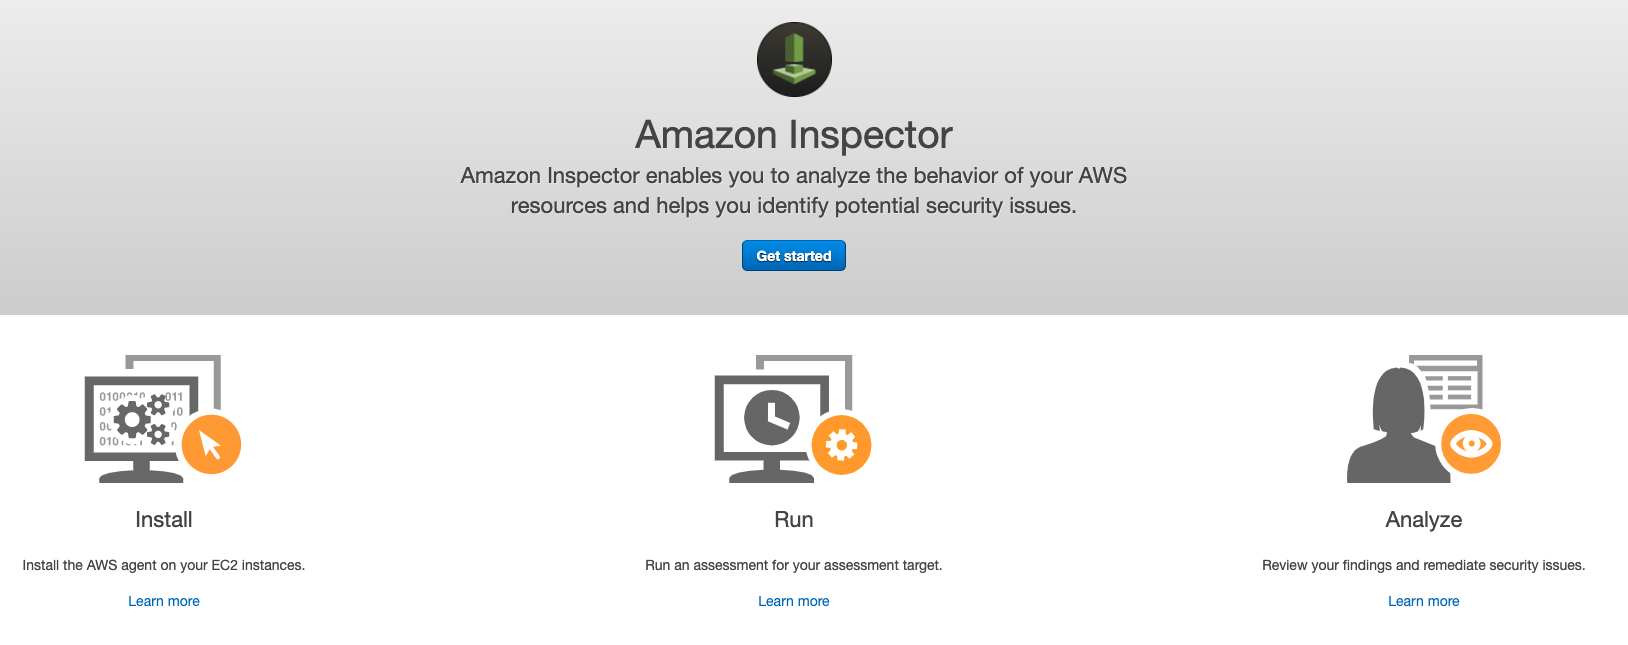 Amazon Inspector
Amazon Inspector enables you to analyze the behavior of your AWS
resources and helps you identify potential security issues.
Get started
Install
Install the AWS agent on your EC2 instances.
Learn more
Run
Run an assessment for your assessment target.
Learn more
Analyze
Review your findings and remediate security issues.
Learn more